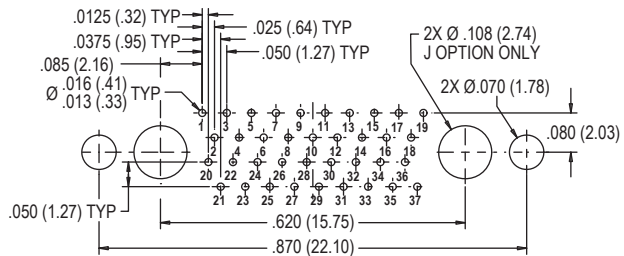 .0125 (.32) TYP
.025 (.64) TYP
.0375 (.95) TYP
.050 (1.27) TYP
.085 (2.16)
Ø .016 (.41) TYP
.013 (.33)
2X Ø .108 (2.74)
J OPTION ONLY
2X Ø.070 (1.78)
.080 (2.03)
1 3 5 7 9 11 13 15 17 19
2 4 6 8 10 12 14 16 18
20 22 24 26 28 30 32 34 36
21 23 25 27 29 31 33 35 37
.050 (1.27) TYP
.620 (15.75)
.870 (22.10)